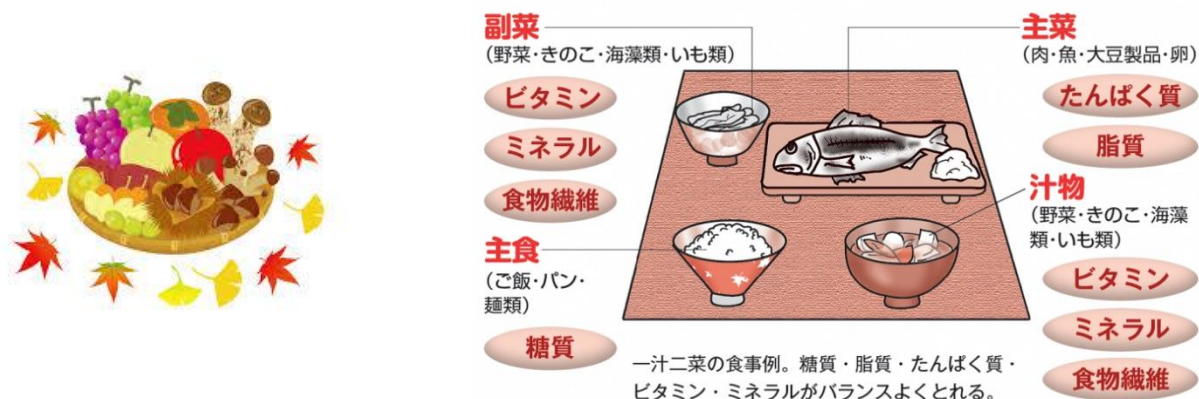 副菜
(野菜・きのこ・海藻類・いも類)
ビタミン
ミネラル
食物繊維
主食
(ご飯・パン・
麺類)
糖質
主菜
(肉・魚・大豆製品・卵)
たんぱく質
脂質
汁物
(野菜・きのこ・海藻
類・いも類)
ビタミン
ミネラル
食物繊維
一汁二菜の食事例。糖質・脂質・たんぱく質・
ビタミン・ミネラルがバランスよくとれる。